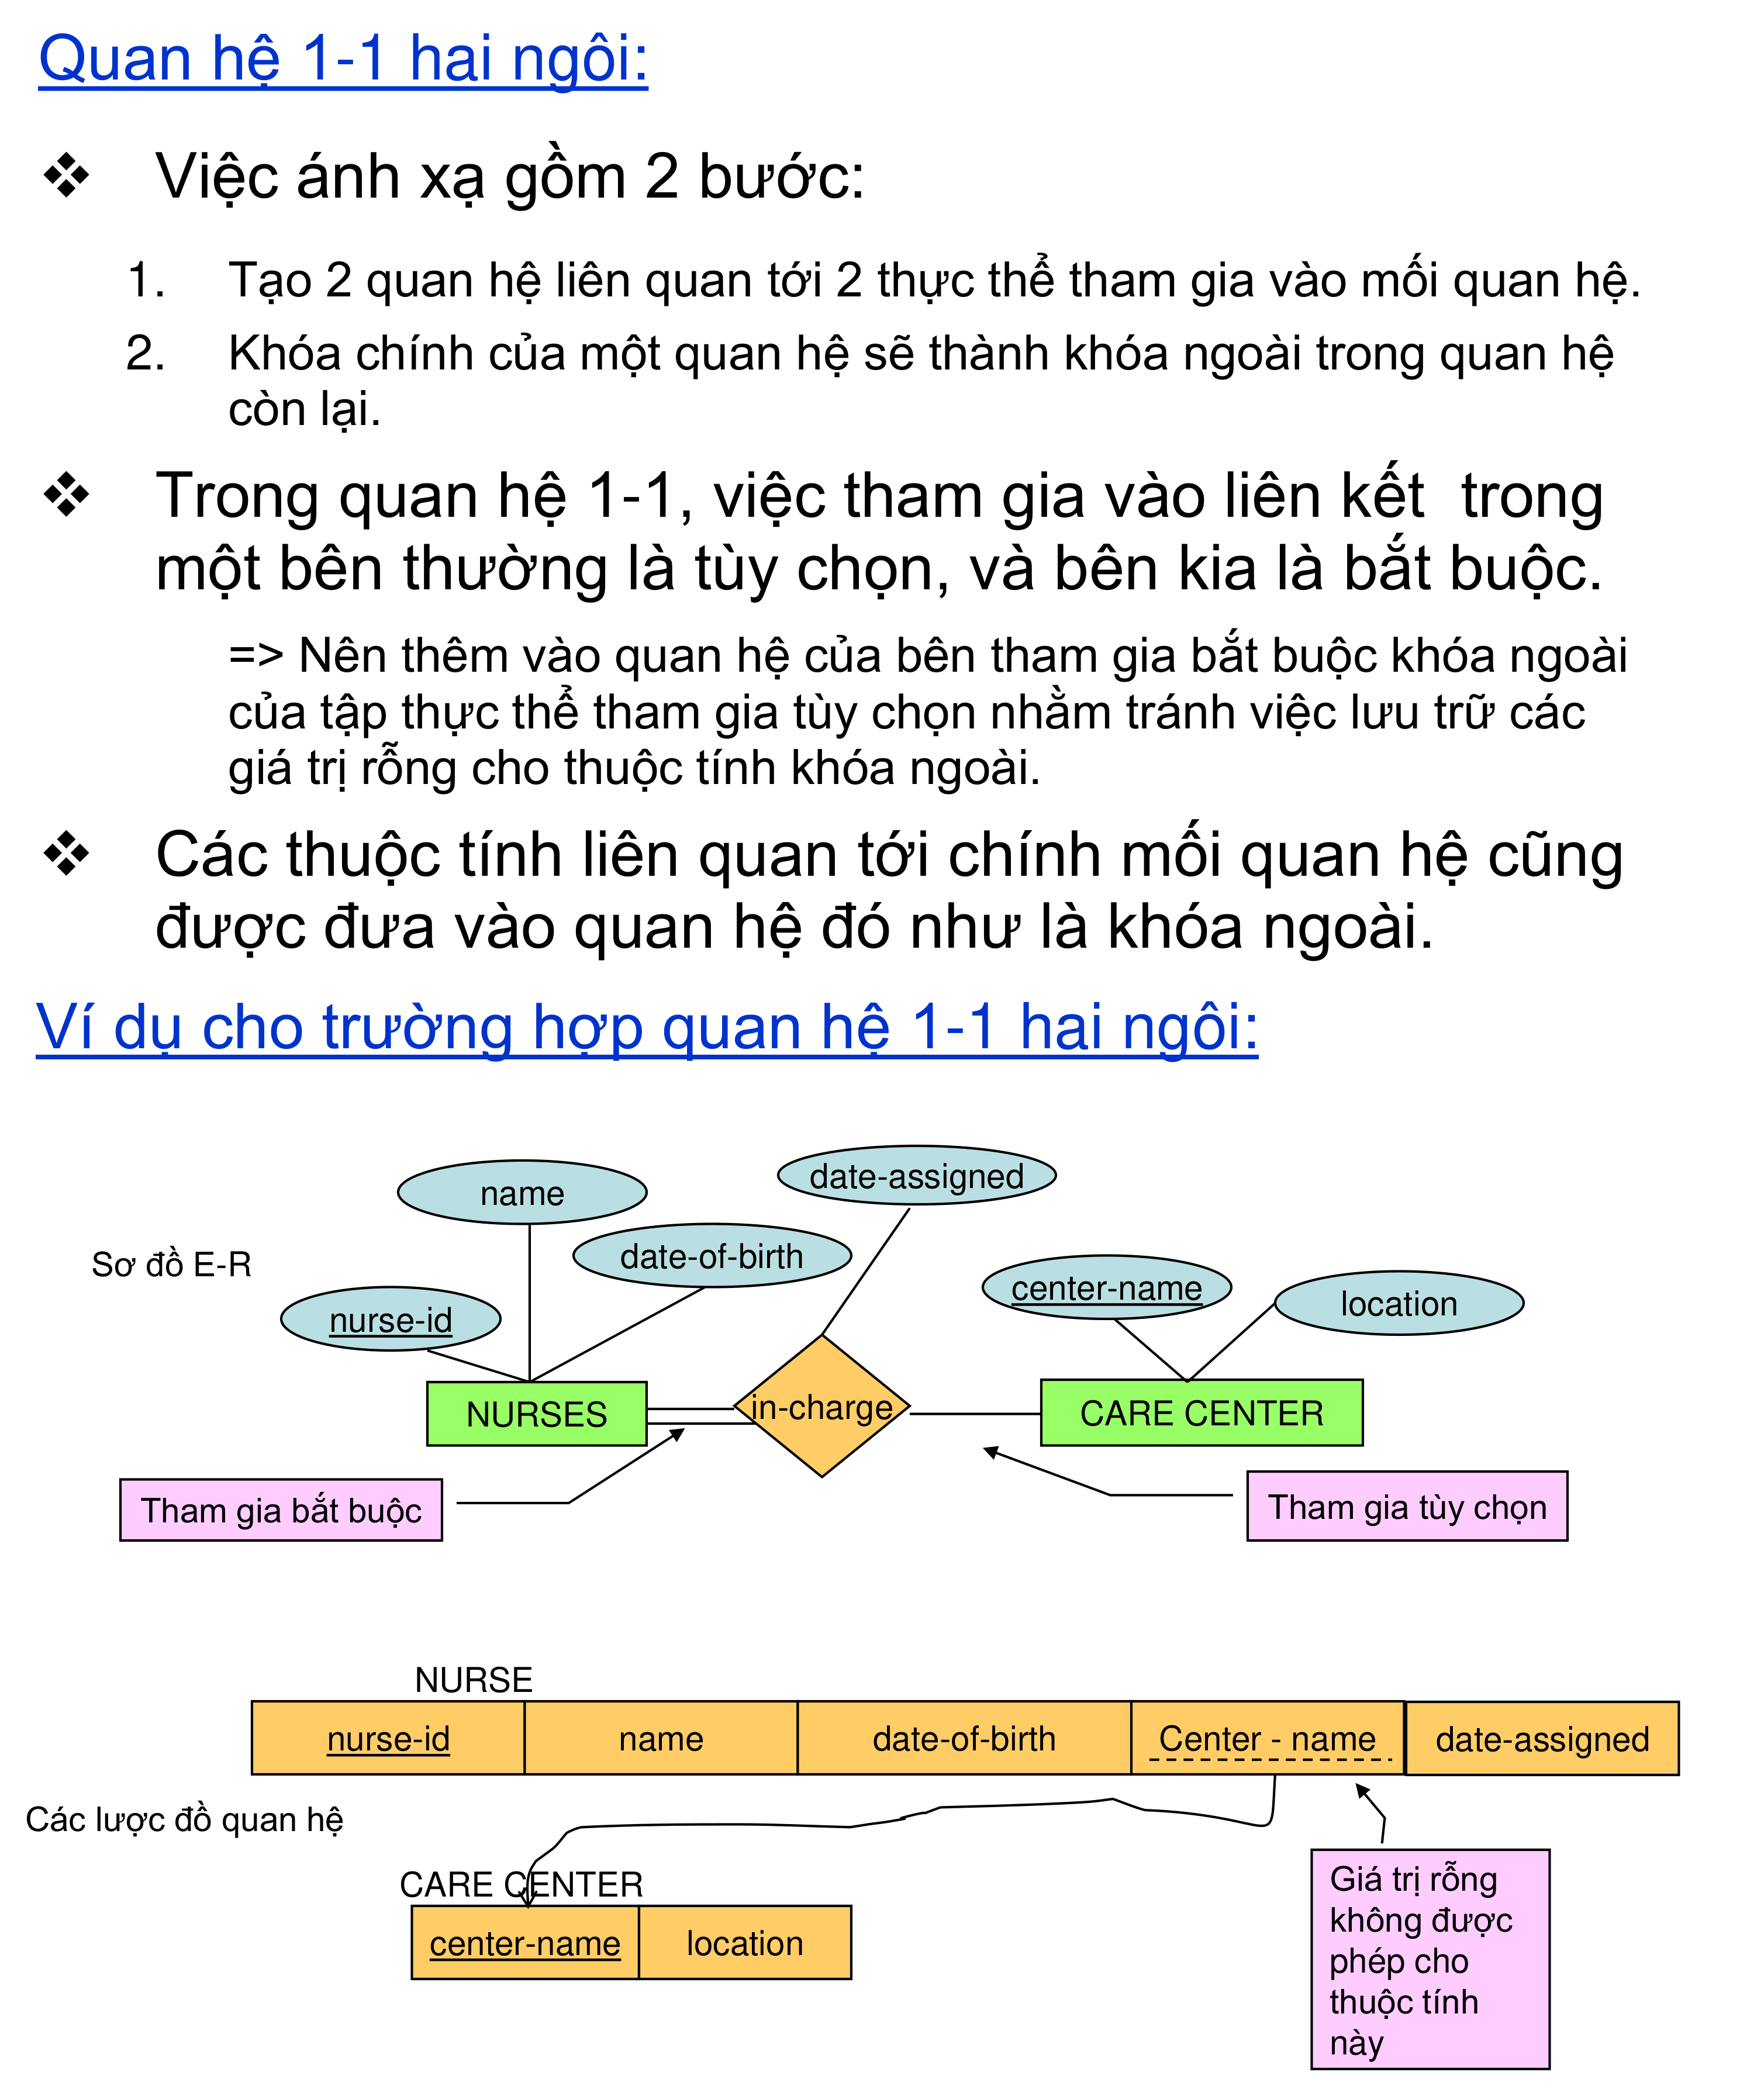 Quan hệ 1-1 hai ngôi:
❖ Việc ánh xạ gồm 2 bước:
1. Tạo 2 quan hệ liên quan tới 2 thực thể tham gia vào mối quan hệ.
2. Khóa chính của một quan hệ sẽ thành khóa ngoài trong quan hệ
còn lại.
❖ Trong quan hệ 1-1, việc tham gia vào liên kết trong
một bên thường là tùy chọn, và bên kia là bắt buộc.
=> Nên thêm vào quan hệ của bên tham gia bắt buộc khóa ngoài
của tập thực thể tham gia tùy chọn nhằm tránh việc lưu trữ các
giá trị rỗng cho thuộc tính khóa ngoài.
❖ Các thuộc tính liên quan tới chính mối quan hệ cũng
được đưa vào quan hệ đó như là khóa ngoài.
Ví dụ cho trường hợp quan hệ 1-1 hai ngôi:
date-assigned
name
date-of-birth
Sơ đồ E-R
center-name
location
nurse-id
NURSES
in-charge
CARE CENTER
Tham gia bắt buộc
Tham gia tùy chọn
NURSE
nurse-id name date-of-birth Center - name date-assigned
Các lược đồ quan hệ
CARE CENTER
center-name location
Giá trị rỗng
không được
phép cho
thuộc tính
này